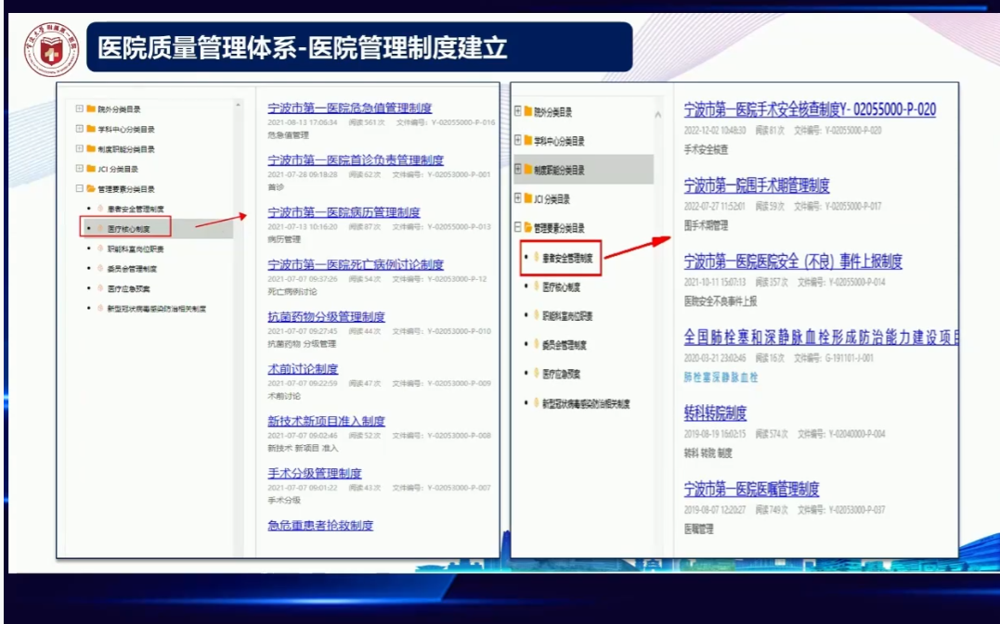 医院质量管理体系-医院管理制度建立
院外分类目录
学科中心分类目录
制度职能分类目录
JCI 分类目录
管理要素分类目录
患者安全管理制度
医疗核心制度
职能科室岗位职责
委员会管理制度
医疗应急预案
新型冠状病毒感染防治相关制度
宁波市第一医院危急值管理制度
2021-08-13 17:06:54 阅读561次 文件编号：Y-02055000-P-016
危急值管理
宁波市第一医院首诊负责管理制度
2021-07-28 09:18:28 阅读62次 文件编号：Y-02053000-P-001
首诊
宁波市第一医院病历管理制度
2021-07-13 10:16:20 阅读87次 文件编号：Y-02055000-P-013
病历管理
宁波市第一医院死亡病例讨论制度
2021-07-07 09:37:26 阅读54次 文件编号：Y-02055000-P-12
死亡病例讨论
抗菌药物分级管理制度
2021-07-07 09:27:45 阅读44次 文件编号：Y-02055000-P-010
抗菌药物 分级管理
术前讨论制度
2021-07-07 09:22:59 阅读47次 文件编号：Y-02053000-P-009
术前讨论
新技术新项目准入制度
2021-07-07 09:02:46 阅读52次 文件编号：Y-02053000-P-008
新技术 新项目 准入
手术分级管理制度
2021-07-07 09:01:22 阅读43次 文件编号：Y-02053000-P-007
手术分级
急危重患者抢救制度
院外分类目录
学科中心分类目录
制度职能分类目录
JCI 分类目录
管理要素分类目录
患者安全管理制度
医疗核心制度
职能科室岗位职责
委员会管理制度
医疗应急预案
新型冠状病毒感染防治相关制度
宁波市第一医院手术安全核查制度Y- 02055000-P-020
2022-12-02 10:48:30 阅读81次 文件编号：Y-02055000-P-020
手术安全核查
宁波市第一院围手术期管理制度
2022-07-27 11:52:01 阅读59次 文件编号：Y-02055000-P-017
围手术期管理
宁波市第一医院医院安全（不良）事件上报制度
2021-10-11 15:07:13 阅读357次 文件编号：Y-02055000-P-014
医院安全不良事件上报
全国肺栓塞和深静脉血栓形成防治能力建设项目
2020-03-21 23:02:46 阅读16次 文件编号：G-191101-J-001
肺栓塞深静脉血栓
转科转院制度
2019-08-19 16:02:15 阅读574次 文件编号：Y-02040000-P-004
转科 转院 制度
宁波市第一医院医嘱管理制度
2019-08-07 12:20:27 阅读749次 文件编号：Y-02053000-P-037
医嘱管理